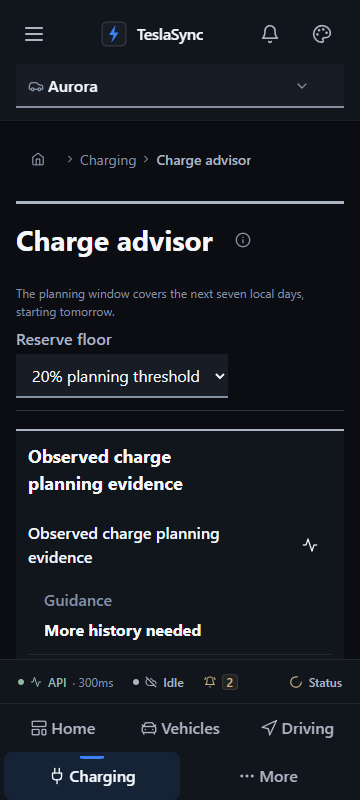 TeslaSync
Aurora
Charging
Charge advisor
Charge advisor
The planning window covers the next seven local days,
starting tomorrow.
Reserve floor
20% planning threshold
Observed charge
planning evidence
Observed charge planning
evidence
Guidance
More history needed
API · 300ms
Idle
2
Status
Home
Vehicles
Driving
Charging
More